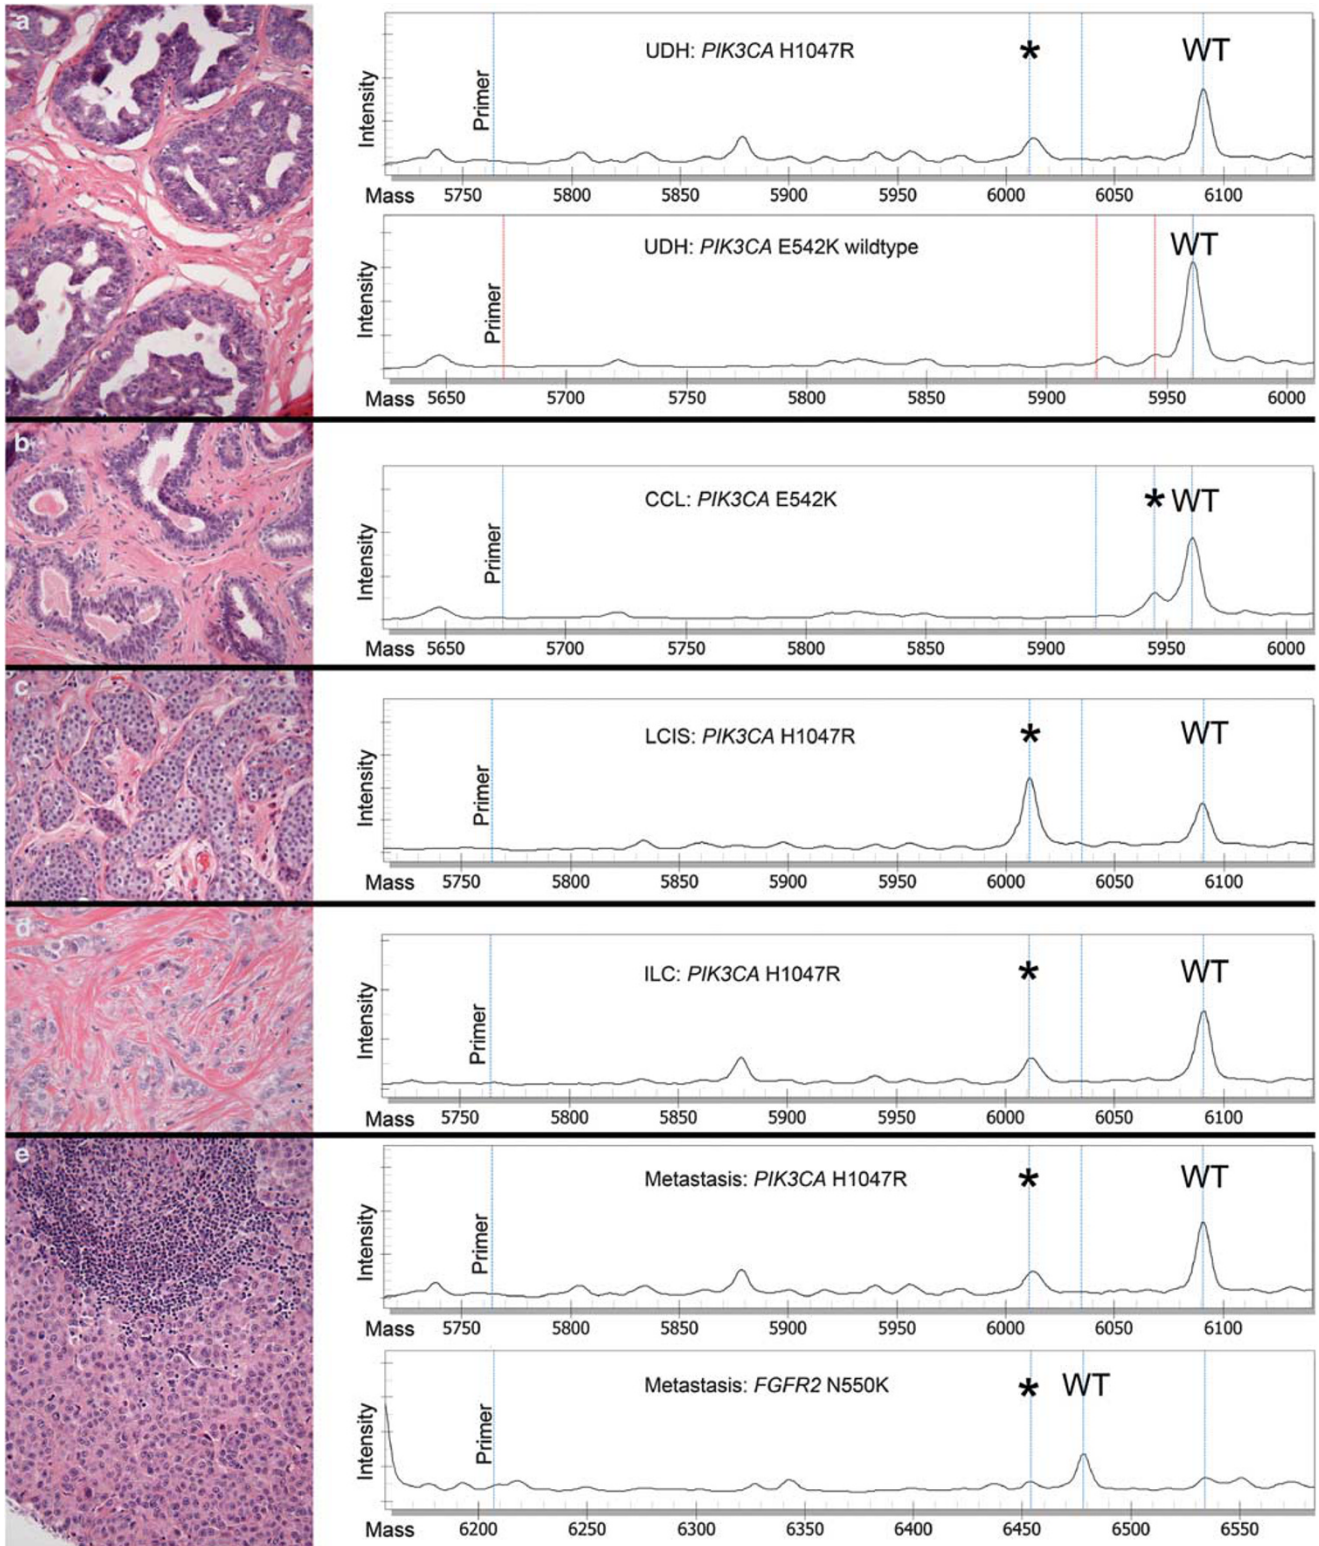 a
UDH: PIK3CA H1047R
*
WT
Primer
Intensity
Mass 5750 5800 5850 5900 5950 6000 6050 6100
UDH: PIK3CA E542K wildtype
WT
Primer
Intensity
Mass 5650 5700 5750 5800 5850 5900 5950 6000
b
CCL: PIK3CA E542K
* WT
Primer
Intensity
Mass 5650 5700 5750 5800 5850 5900 5950 6000
c
LCIS: PIK3CA H1047R
*
WT
Primer
Intensity
Mass 5750 5800 5850 5900 5950 6000 6050 6100
d
ILC: PIK3CA H1047R
*
WT
Primer
Intensity
Mass 5750 5800 5850 5900 5950 6000 6050 6100
e
Metastasis: PIK3CA H1047R
*
WT
Primer
Intensity
Mass 5750 5800 5850 5900 5950 6000 6050 6100
Metastasis: FGFR2 N550K
* WT
Primer
Intensity
Mass 6200 6250 6300 6350 6400 6450 6500 6550